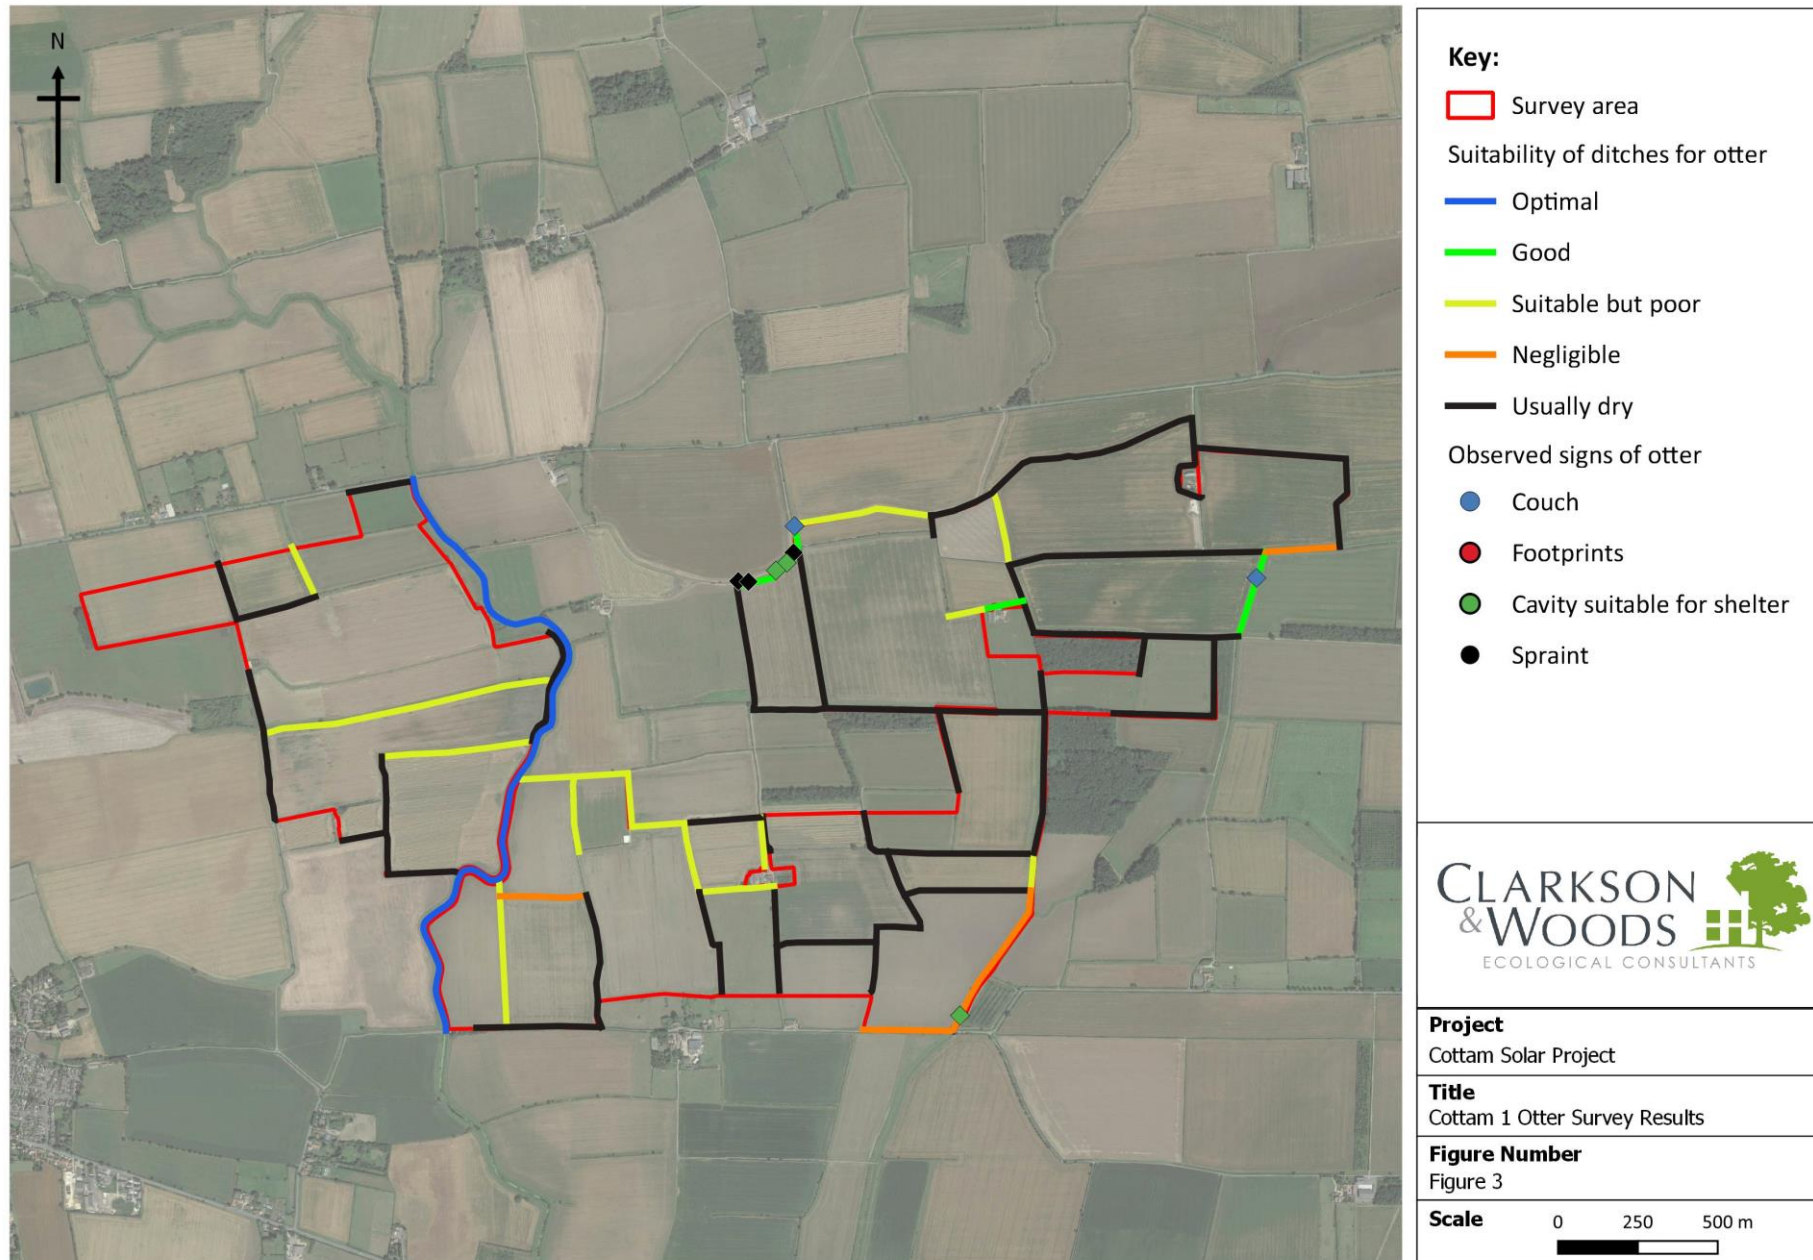 N
Key:
Survey area
Suitability of ditches for otter
Optimal
Good
Suitable but poor
Negligible
Usually dry
Observed signs of otter
Couch
Footprints
Cavity suitable for shelter
Spraint
CLARKSON
& WOODS
ECOLOGICAL CONSULTANTS
Project
Cottam Solar Project
Title
Cottam 1 Otter Survey Results
Figure Number
Figure 3
Scale 0 250 500 m